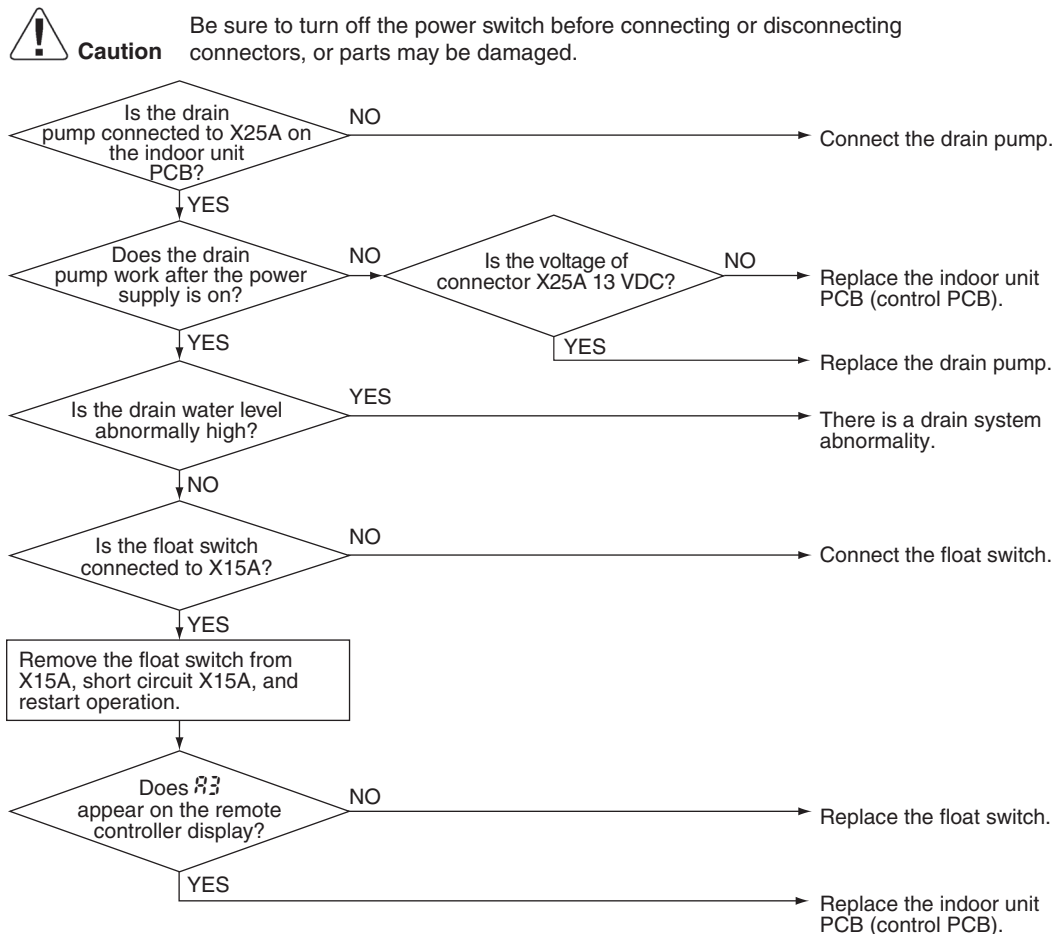 Be sure to turn off the power switch before connecting or disconnecting
Caution connectors, or parts may be damaged.
Is the drain
pump connected to X25A on
the indoor unit
PCB?
NO
Connect the drain pump.
YES
Does the drain
pump work after the power
supply is on?
NO
Is the voltage of
connector X25A 13 VDC?
NO
Replace the indoor unit
PCB (control PCB).
YES
Replace the drain pump.
YES
Is the drain water level
abnormally high?
YES
There is a drain system
abnormality.
NO
Is the float switch
connected to X15A?
NO
Connect the float switch.
YES
Remove the float switch from
X15A, short circuit X15A, and
restart operation.
Does A3
appear on the remote
controller display?
NO
Replace the float switch.
YES
Replace the indoor unit
PCB (control PCB).